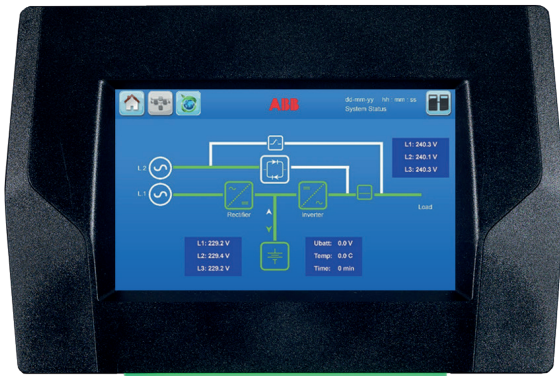 ABB
dd-mm-yy hh : mm : ss
System Status
L1: 240.3 V
L2: 240.1 V
L3: 240.3 V
L2
L1
Rectifier
Inverter
Load
L1: 229.2 V
L2: 229.4 V
L3: 229.2 V
Ubatt: 0.0 V
Temp: 0.0 C
Time: 0 min